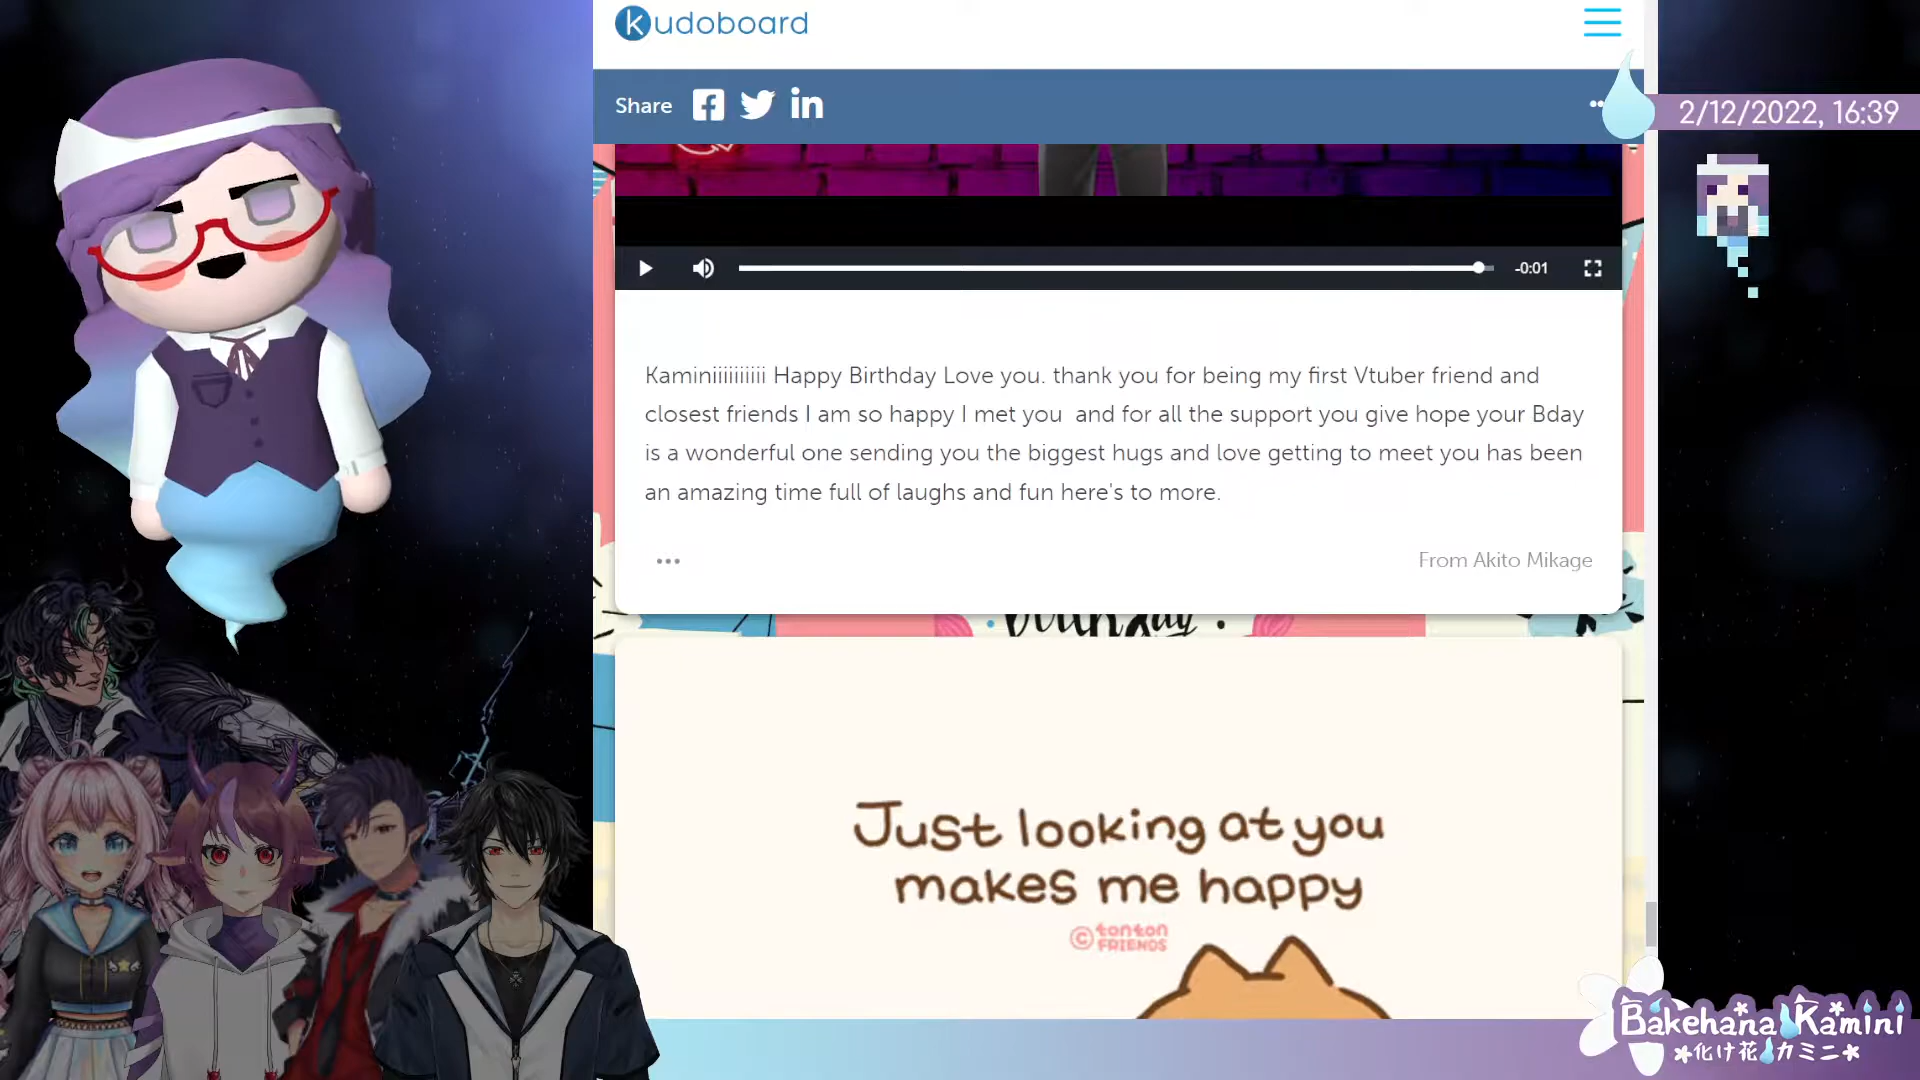 kudoboard
Share
2/12/2022, 16:39
-0:01
Kaminiiiiiiiiii Happy Birthday Love you. thank you for being my first Vtuber friend and
closest friends I am so happy I met you and for all the support you give hope your Bday
is a wonderful one sending you the biggest hugs and love getting to meet you has been
an amazing time full of laughs and fun here's to more.
From Akito Mikage
birthday
Just looking at you
makes me happy
© tonton
FRIENDS
Bakehana Kamini
化け花カミニ